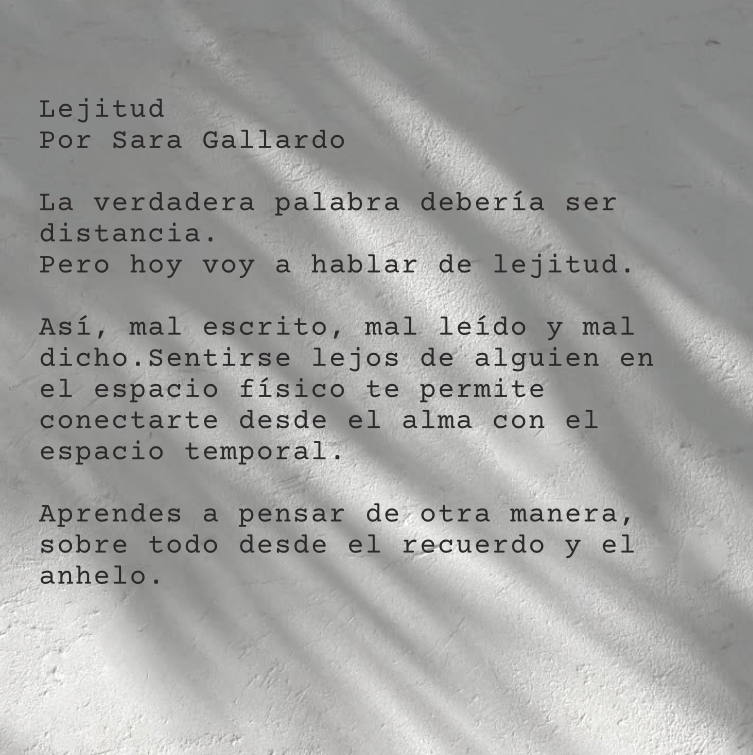 Lejitud
Por Sara Gallardo
La verdadera palabra debería ser
distancia.
Pero hoy voy a hablar de lejitud.
Así, mal escrito, mal leído y mal
dicho.Sentirse lejos de alguien en
el espacio físico te permite
conectarte desde el alma con el
espacio temporal.
Aprendes a pensar de otra manera,
sobre todo desde el recuerdo y el
anhelo.